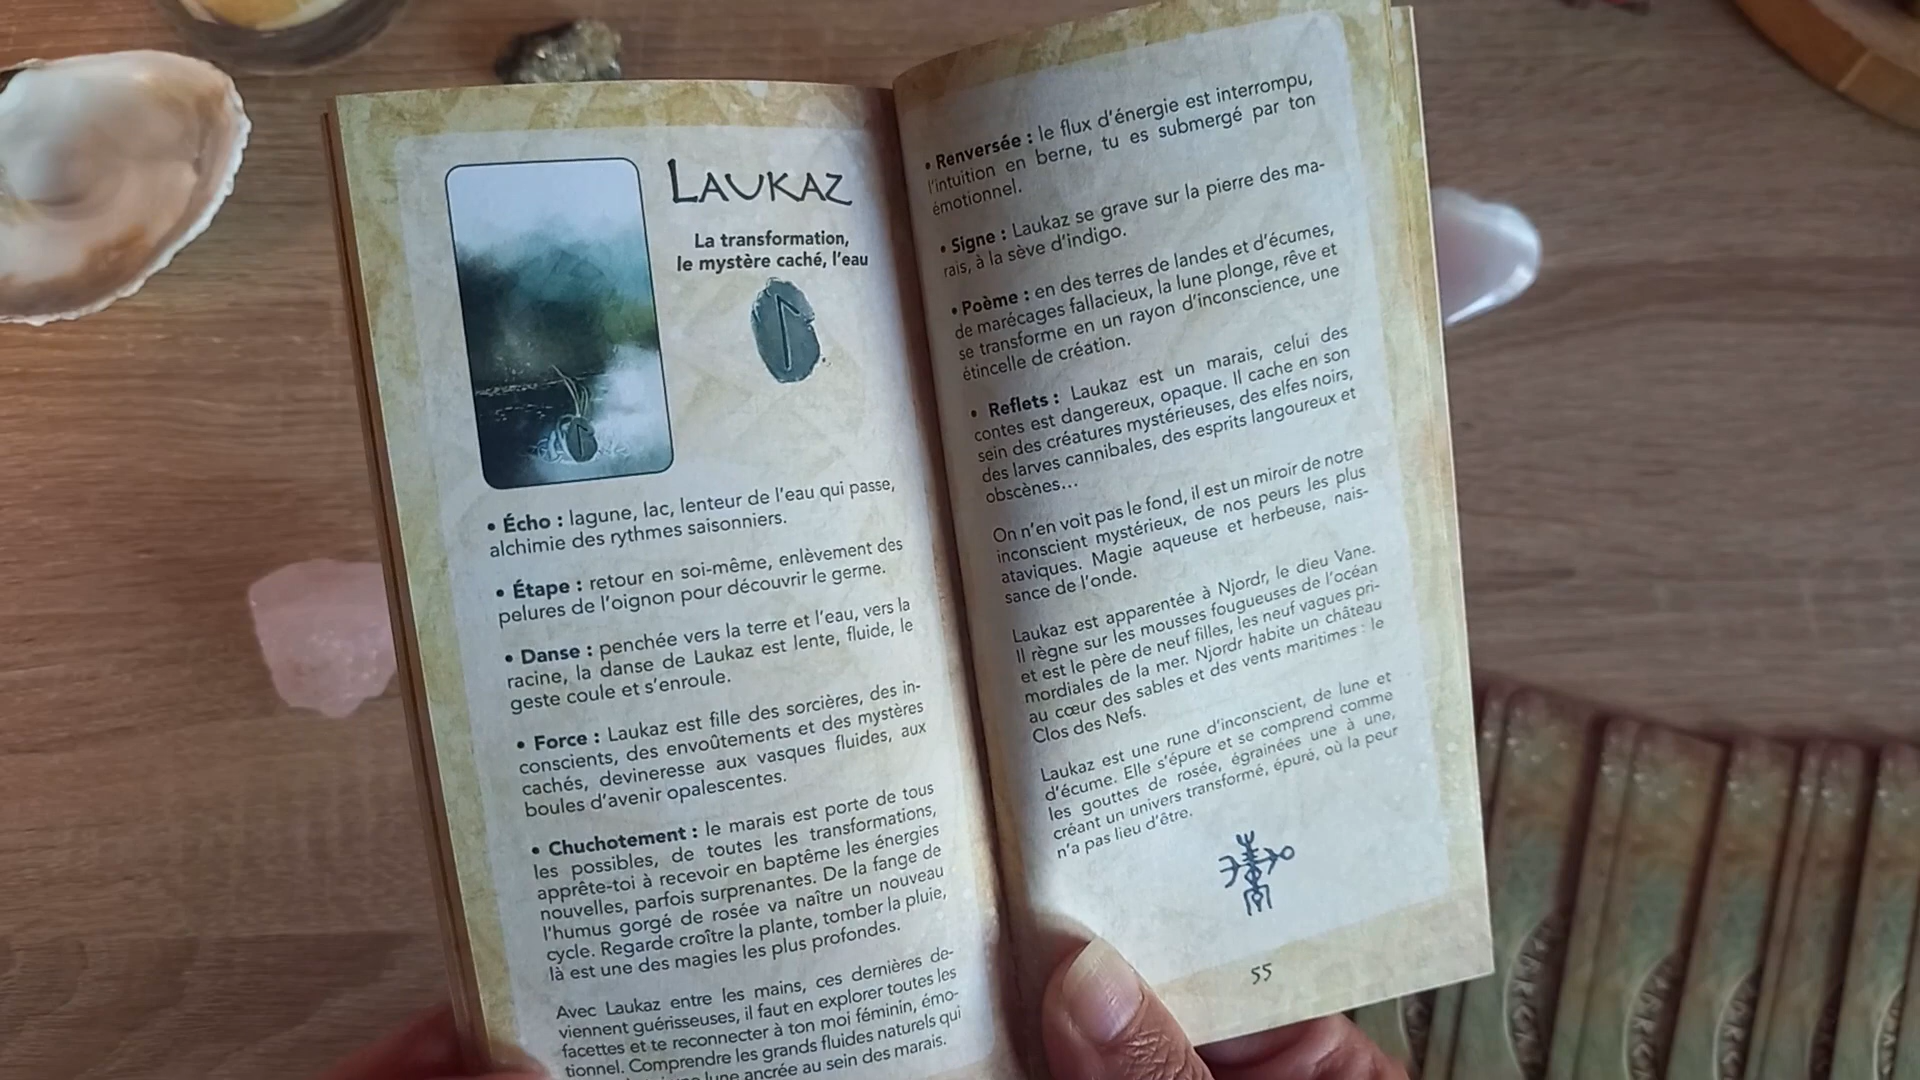 LAUKAZ
La transformation,
le mystère caché, l'eau
• Écho : lagune, lac, lenteur de l'eau qui passe,
alchimie des rythmes saisonniers.
• Étape : retour en soi-même, enlèvement des
pelures de l'oignon pour découvrir le germe.
• Danse : penchée vers la terre et l'eau, vers la
racine, la danse de Laukaz est lente, fluide, le
geste coule et s'enroule.
• Force : Laukaz est fille des sorcières, des in-
conscients, des envoûtements et des mystères
cachés, devineresse aux vasques fluides, aux
boules d'avenir opalescentes.
• Chuchotement : le marais est porte de tous
les possibles, de toutes les transformations,
apprête-toi à recevoir en baptême les énergies
nouvelles, parfois surprenantes. De la fange de
l'humus gorgé de rosée va naître un nouveau
cycle. Regarde croître la plante, tomber la pluie,
là est une des magies les plus profondes.
Avec Laukaz entre les mains, ces dernières de-
viennent guérisseuses, il faut en explorer toutes les
facettes et te reconnecter à ton moi féminin, émo-
tionnel. Comprendre les grands fluides naturels qui
lune ancrée au sein des marais.
• Renversée : le flux d'énergie est interrompu,
l'intuition en berne, tu es submergé par ton
émotionnel.
• Signe : Laukaz se grave sur la pierre des ma-
rais, à la sève d'indigo.
• Poème : en des terres de landes et d'écumes,
de marécages fallacieux, la lune plonge, rêve et
se transforme en un rayon d'inconscience, une
étincelle de création.
• Reflets : Laukaz est un marais, celui des
contes est dangereux, opaque. Il cache en son
sein des créatures mystérieuses, des elfes noirs,
des larves cannibales, des esprits langoureux et
obscènes...
On n'en voit pas le fond, il est un miroir de notre
inconscient mystérieux, de nos peurs les plus
ataviques. Magie aqueuse et herbeuse, nais-
sance de l'onde.
Laukaz est apparentée à Njordr, le dieu Vane.
Il règne sur les mousses fougueuses de l'océan
et est le père de neuf filles, les neuf vagues pri-
mordiales de la mer. Njordr habite un château
au cœur des sables et des vents maritimes : le
Clos des Nefs.
Laukaz est une rune d'inconscient, de lune et
d'écume. Elle s'épure et se comprend comme
les gouttes de rosée, égrainées une à une,
créant un univers transformé, épuré, où la peur
n'a pas lieu d'être.
55